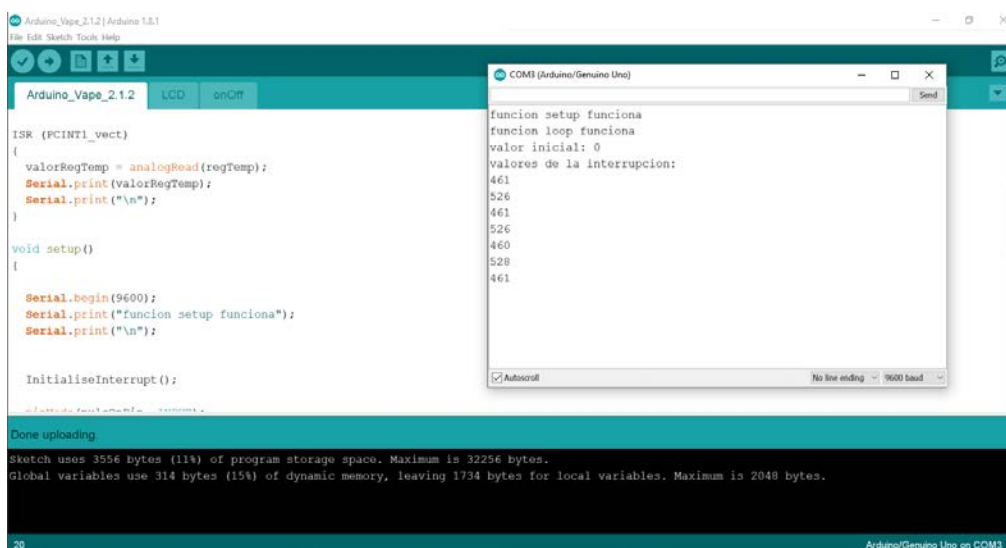 Arduino_Vape_2.1.2 | Arduino 1.8.1
File Edit Sketch Tools Help
Arduino_Vape_2.1.2 LCD onOff
ISR (PCINT1_vect)
{
valorRegTemp = analogRead(regTemp);
Serial.print(valorRegTemp);
Serial.print("\n");
}
void setup()
{
Serial.begin(9600);
Serial.print("funcion setup funciona");
Serial.print("\n");
InitialiseInterrupt();
COM3 (Arduino/Genuino Uno)
Send
funcion setup funciona
funcion loop funciona
valor inicial: 0
valores de la interrupcion:
461
526
461
526
460
528
461
Autoscroll No line ending 9600 baud
Done uploading.
Sketch uses 3556 bytes (11%) of program storage space. Maximum is 32256 bytes.
Global variables use 314 bytes (15%) of dynamic memory, leaving 1734 bytes for local variables. Maximum is 2048 bytes.
20 Arduino/Genuino Uno on COM3